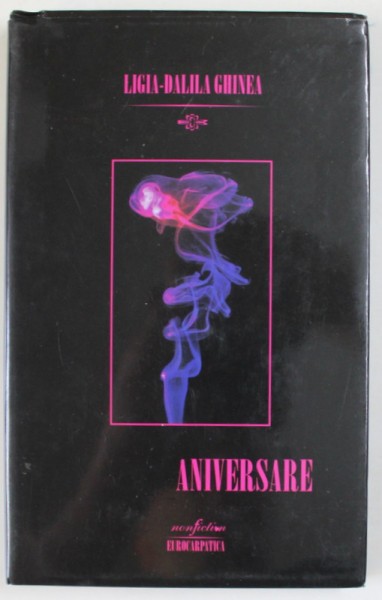 LIGIA-DALILA GHINEA
ANIVERSARE
nonfiction
EUROCARPATICA